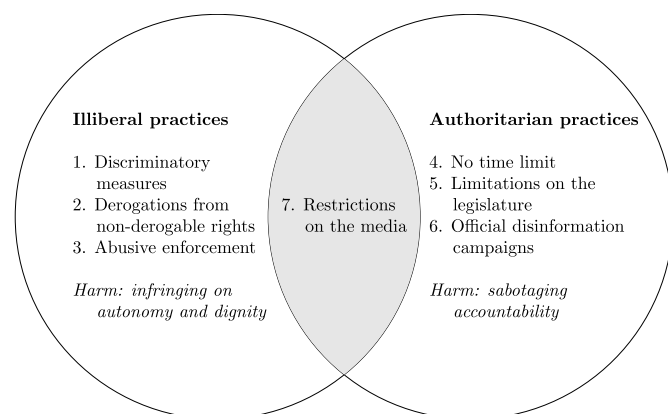 Illiberal practices
1. Discriminatory
measures
2. Derogations from
non-derogable rights
3. Abusive enforcement
Harm: infringing on
autonomy and dignity
7. Restrictions
on the media
Authoritarian practices
4. No time limit
5. Limitations on the
legislature
6. Official disinformation
campaigns
Harm: sabotaging
accountability